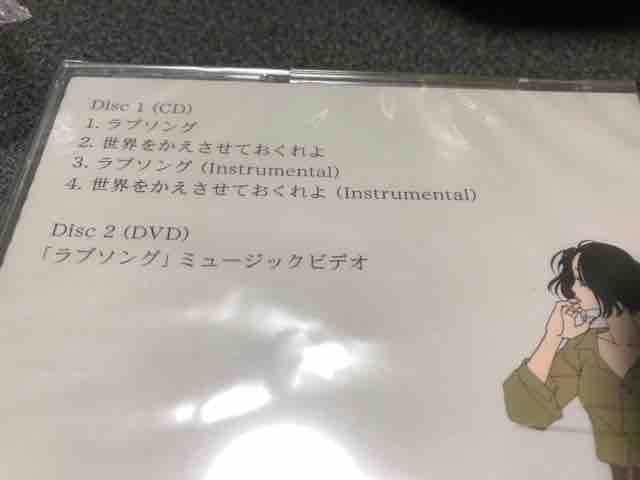 Disc 1 (CD)
1. ラブソング
2. 世界をかえさせておくれよ
3. ラブソング (Instrumental)
4. 世界をかえさせておくれよ (Instrumental)
Disc 2 (DVD)
「ラブソング」ミュージックビデオ